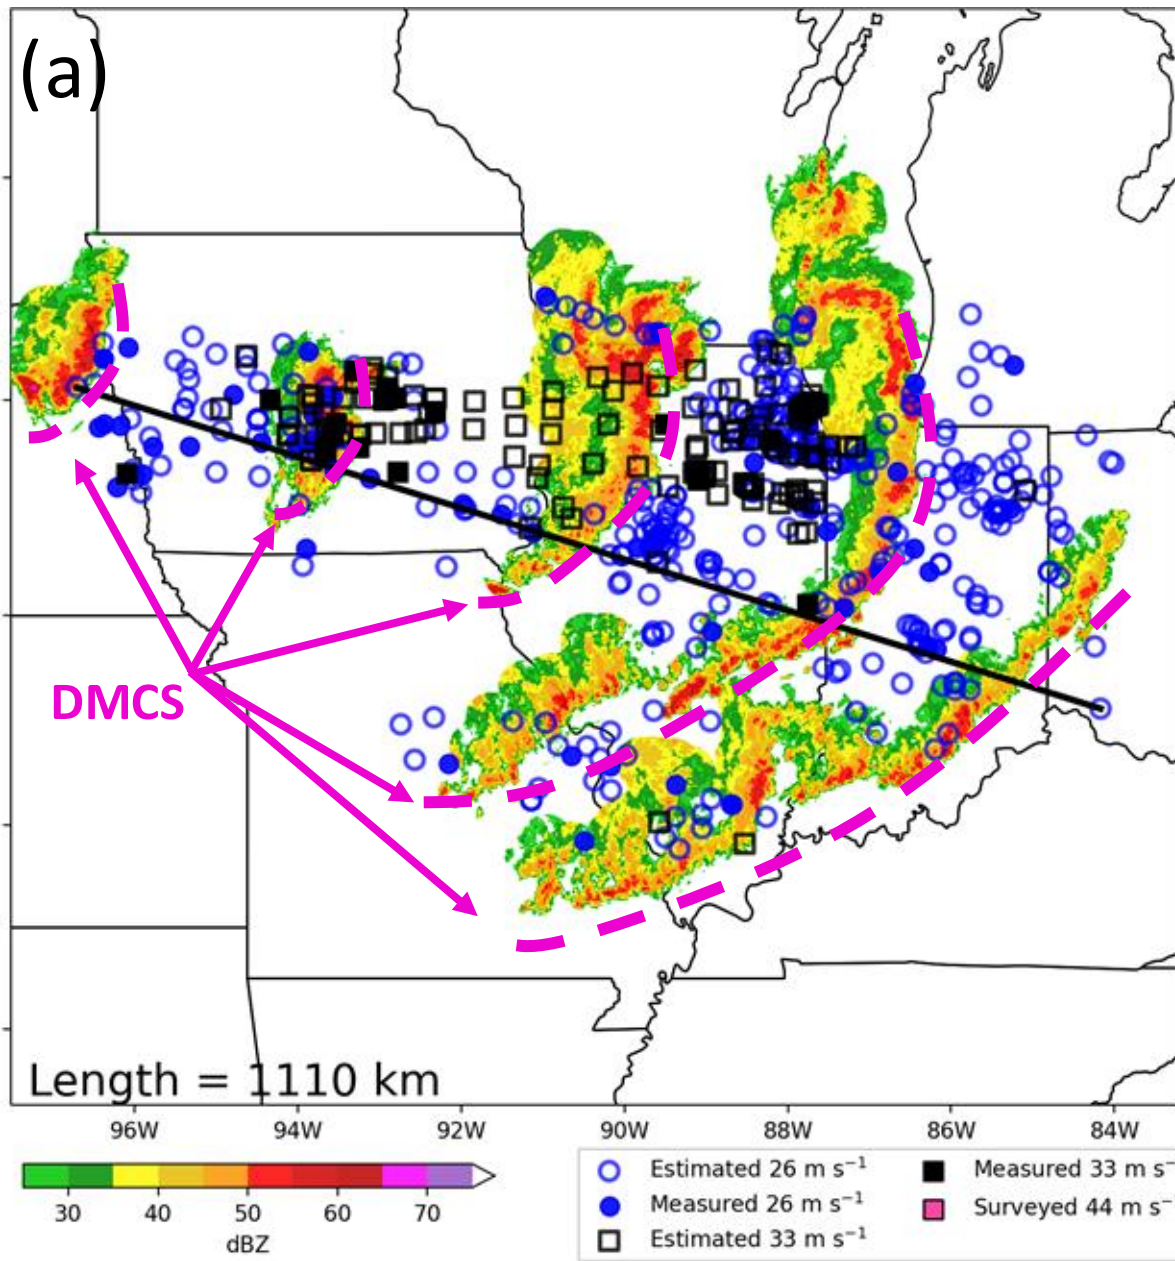 (a)
DMCS
Length = 1110 km
96W 94W 92W 90W 88W 86W 84W
30 40 50 60 70
dBZ
Estimated 26 m s⁻¹
Measured 26 m s⁻¹
Estimated 33 m s⁻¹
Measured 33 m s⁻
Surveyed 44 m s⁻